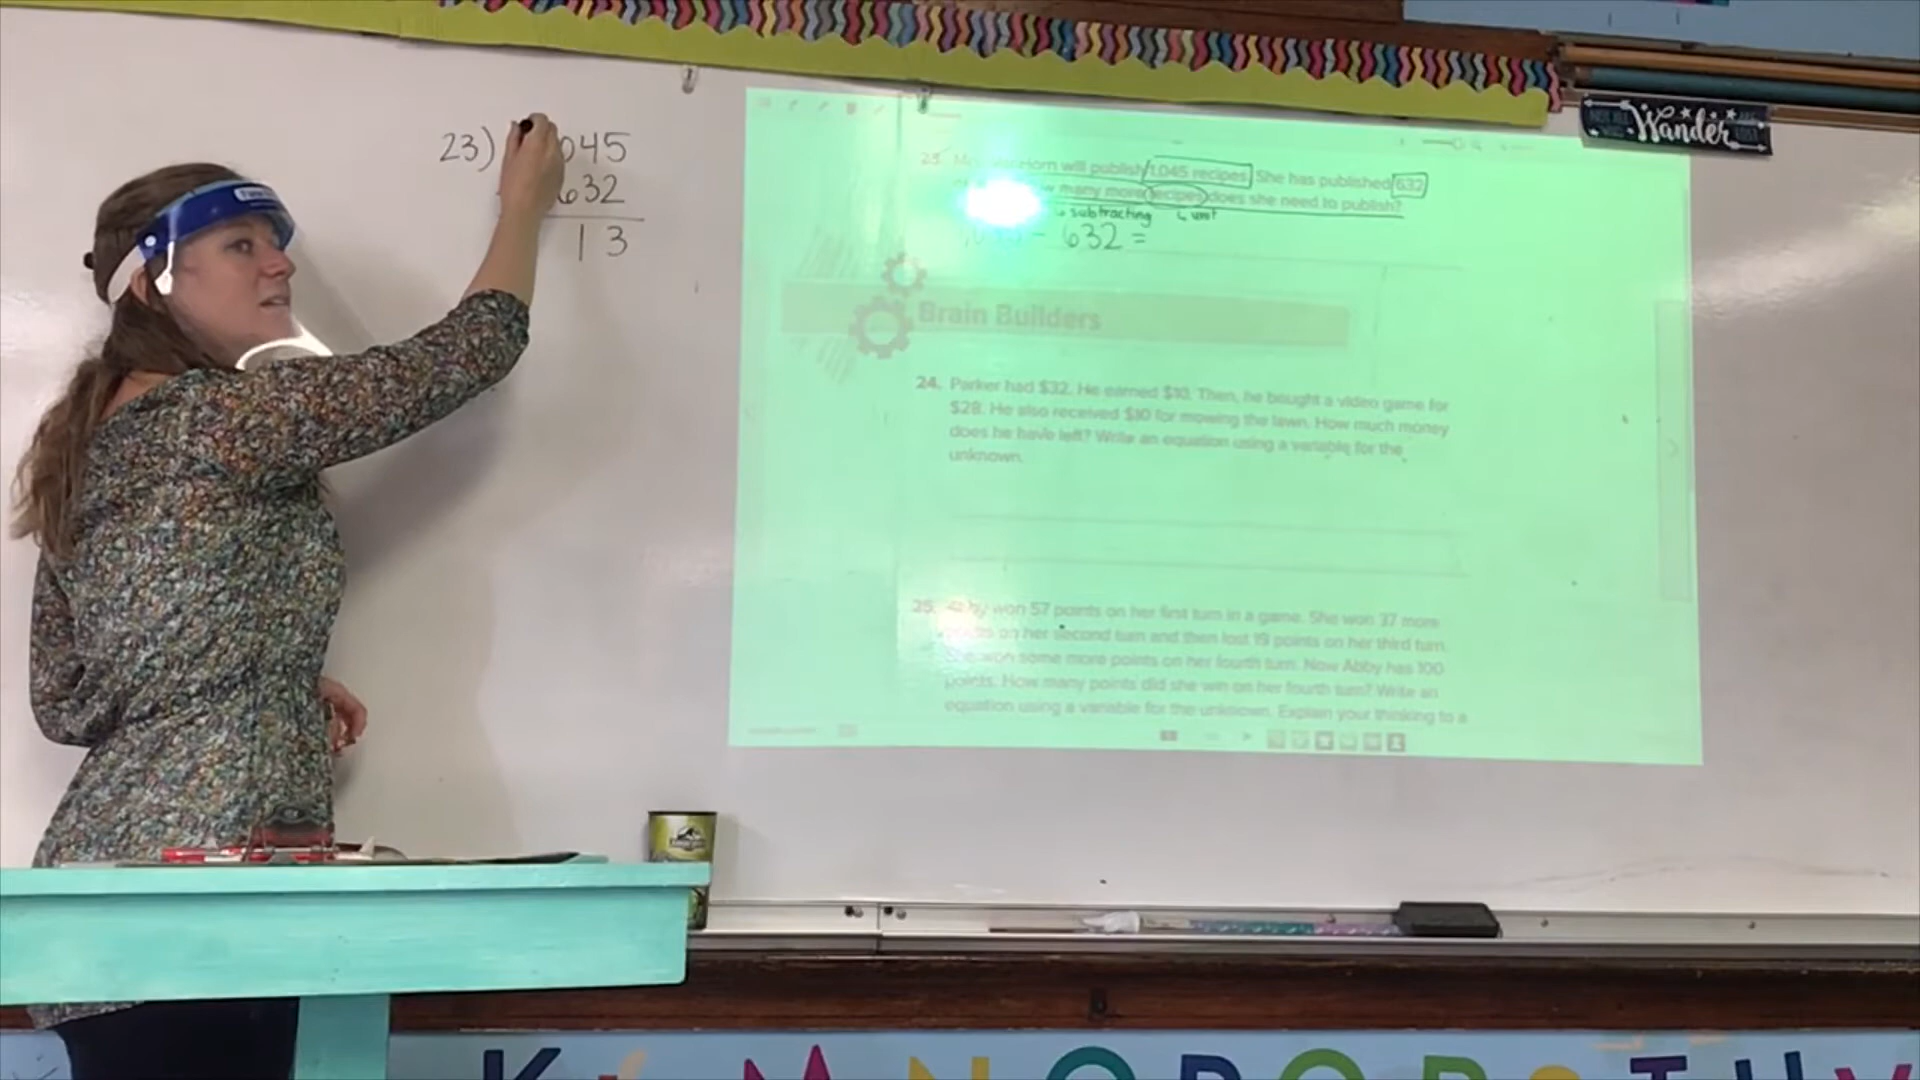 23) 045
632
13
Wander
23. Horn will publish 1,045 recipes. She has published 632
many more recipes does she need to publish?
subtracting unit
- 632 =
Brain Builders
24. Parker had $32. He earned $10. Then, he bought a video game for
$28. He also received $10 for mowing the lawn. How much money
does he have left? Write an equation using a variable for the
unknown.
25. won 57 points on her first turn in a game. She won 37 more
on her second turn and then lost 19 points on her third turn.
won some more points on her fourth turn. Now Abby has 100
points. How many points did she win on her fourth turn? Write an
equation using a variable for the unknown. Explain your thinking to a